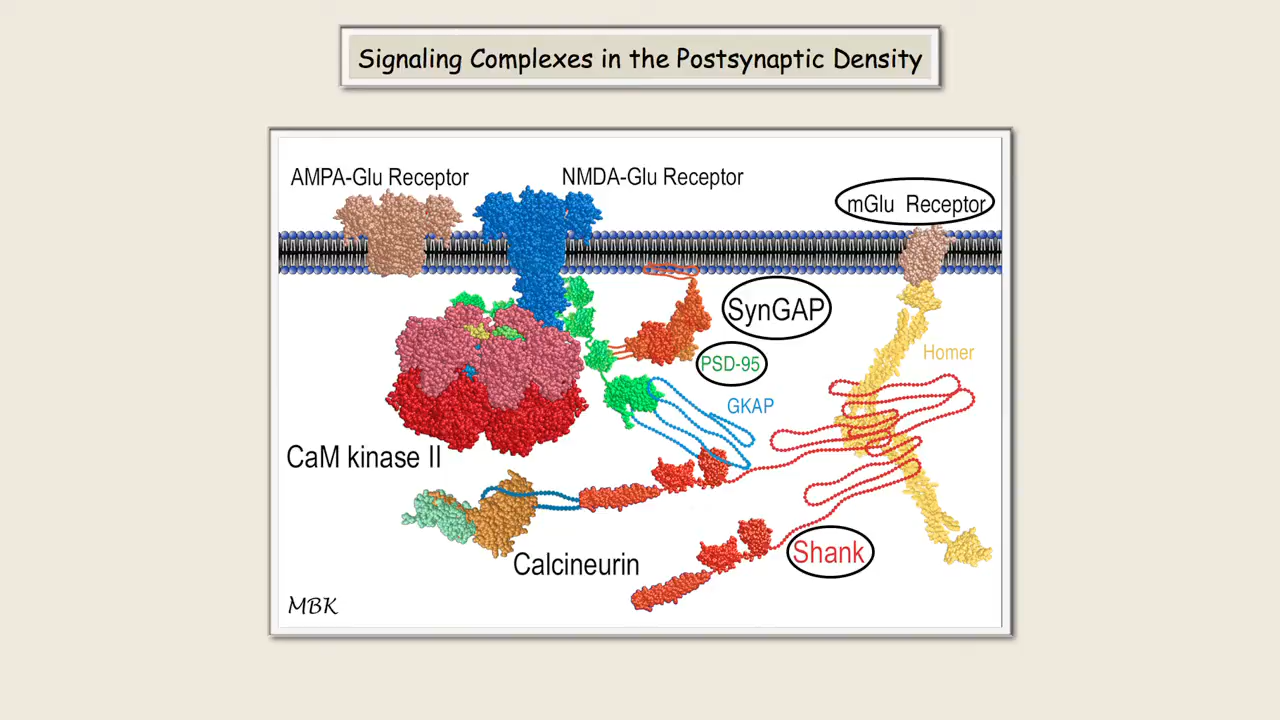 Signaling Complexes in the Postsynaptic Density
AMPA-Glu Receptor
NMDA-Glu Receptor
mGlu Receptor
SynGAP
Homer
PSD-95
GKAP
CaM kinase II
Calcineurin
Shank
MBK